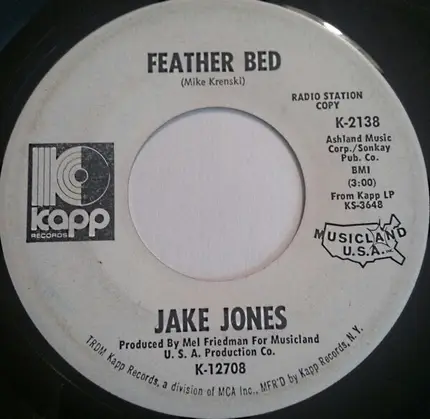 FEATHER BED
(Mike Krenski)
RADIO STATION
COPY
K-2138
Ashland Music
Corp./Sonkay
Pub. Co.
BMI
(3:00)
From Kapp LP
KS-3648
kapp
RECORDS
MUSICLAND
U.S.A.
JAKE JONES
Produced By Mel Friedman For Musicland
U. S. A. Production Co.
K-12708
TRDM Kapp Records, a division of MCA Inc., MFR'D by Kapp Records, N.Y.